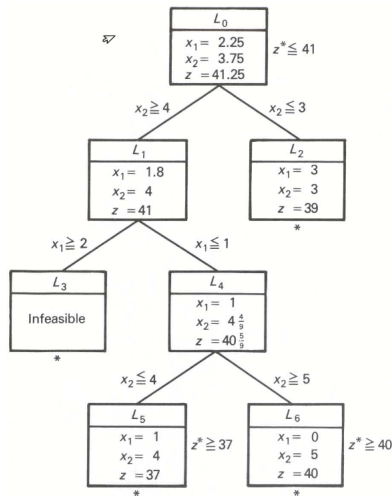 L₀
x₁ = 2.25
x₂ = 3.75
z = 41.25
z* ≦ 41
x₂ ≧ 4
x₂ ≦ 3
L₁
x₁ = 1.8
x₂ = 4
z = 41
L₂
x₁ = 3
x₂ = 3
z = 39
*
x₁ ≧ 2
x₁ ≦ 1
L₃
Infeasible
*
L₄
x₁ = 1
x₂ = 4 4/9
z = 40 5/9
x₂ ≦ 4
x₂ ≧ 5
L₅
x₁ = 1
x₂ = 4
z = 37
z* ≧ 37
*
L₆
x₁ = 0
x₂ = 5
z = 40
z* ≧ 40
*